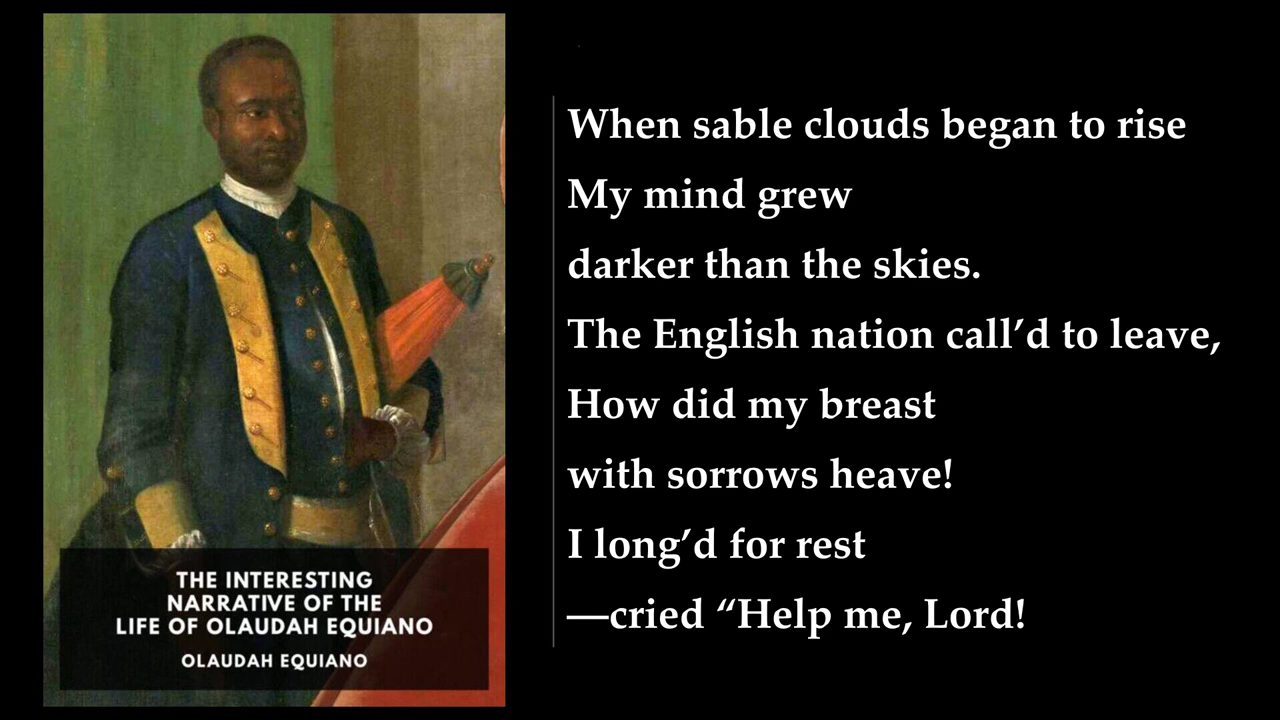 THE INTERESTING
NARRATIVE OF THE
LIFE OF OLAUDAH EQUIANO
OLAUDAH EQUIANO
When sable clouds began to rise
My mind grew
darker than the skies.
The English nation call’d to leave,
How did my breast
with sorrows heave!
I long’d for rest
—cried “Help me, Lord!